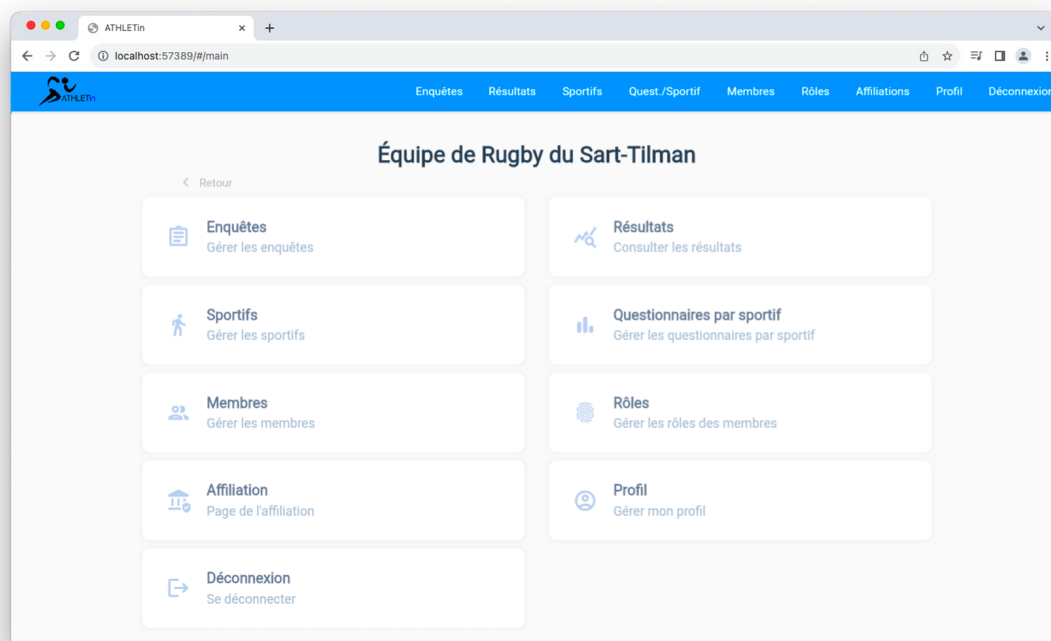 ATHLETin
localhost:57389/#/main
ATHLETin
Enquêtes Résultats Sportifs Quest./Sportif Membres Rôles Affiliations Profil Déconnexion
Équipe de Rugby du Sart-Tilman
Retour
Enquêtes
Gérer les enquêtes
Résultats
Consulter les résultats
Sportifs
Gérer les sportifs
Questionnaires par sportif
Gérer les questionnaires par sportif
Membres
Gérer les membres
Rôles
Gérer les rôles des membres
Affiliation
Page de l'affiliation
Profil
Gérer mon profil
Déconnexion
Se déconnecter